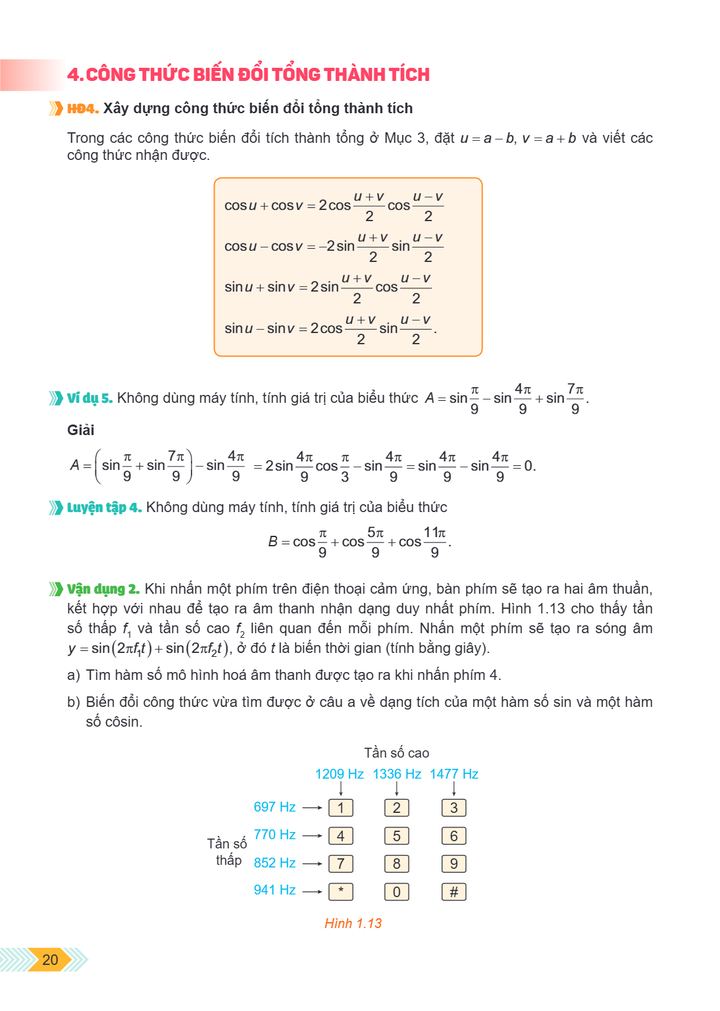 4. CÔNG THỨC BIẾN ĐỔI TỔNG THÀNH TÍCH
HĐ4. Xây dựng công thức biến đổi tổng thành tích
Trong các công thức biến đổi tích thành tổng ở Mục 3, đặt u = a − b, v = a + b và viết các
công thức nhận được.
cos u + cos v = 2cos (u + v)/2 cos (u − v)/2
cos u − cos v = −2sin (u + v)/2 sin (u − v)/2
sin u + sin v = 2sin (u + v)/2 cos (u − v)/2
sin u − sin v = 2cos (u + v)/2 sin (u − v)/2.
Ví dụ 5. Không dùng máy tính, tính giá trị của biểu thức A = sin π/9 − sin 4π/9 + sin 7π/9.
Giải
A = (sin π/9 + sin 7π/9) − sin 4π/9 = 2sin 4π/9 cos π/3 − sin 4π/9 = sin 4π/9 − sin 4π/9 = 0.
Luyện tập 4. Không dùng máy tính, tính giá trị của biểu thức
B = cos π/9 + cos 5π/9 + cos 11π/9.
Vận dụng 2. Khi nhấn một phím trên điện thoại cảm ứng, bàn phím sẽ tạo ra hai âm thuần,
kết hợp với nhau để tạo ra âm thanh nhận dạng duy nhất phím. Hình 1.13 cho thấy tần
số thấp f₁ và tần số cao f₂ liên quan đến mỗi phím. Nhấn một phím sẽ tạo ra sóng âm
y = sin(2πf₁t) + sin(2πf₂t), ở đó t là biến thời gian (tính bằng giây).
a) Tìm hàm số mô hình hoá âm thanh được tạo ra khi nhấn phím 4.
b) Biến đổi công thức vừa tìm được ở câu a về dạng tích của một hàm số sin và một hàm
số côsin.
Tần số cao
1209 Hz 1336 Hz 1477 Hz
697 Hz 1 2 3
Tần số
thấp
770 Hz 4 5 6
852 Hz 7 8 9
941 Hz * 0 #
Hình 1.13
20